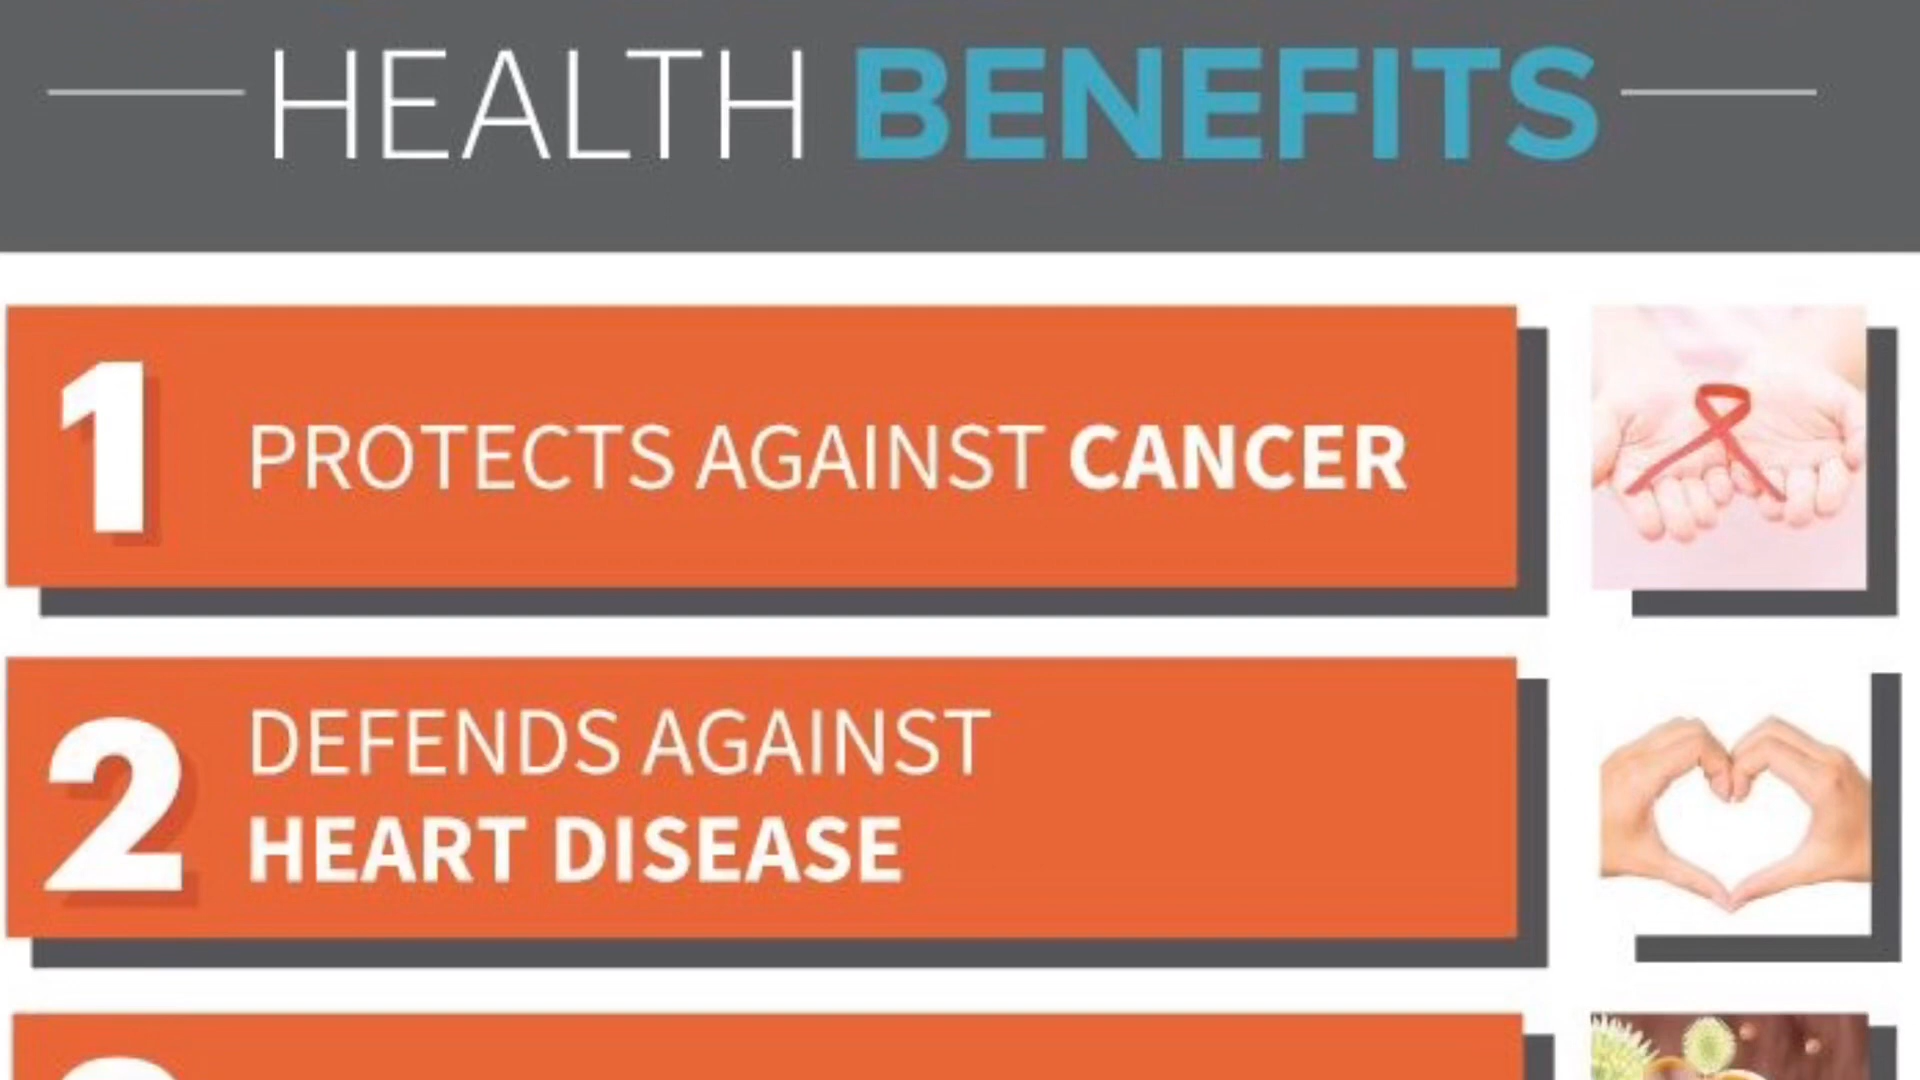 HEALTH BENEFITS
1 PROTECTS AGAINST CANCER
2 DEFENDS AGAINST
HEART DISEASE